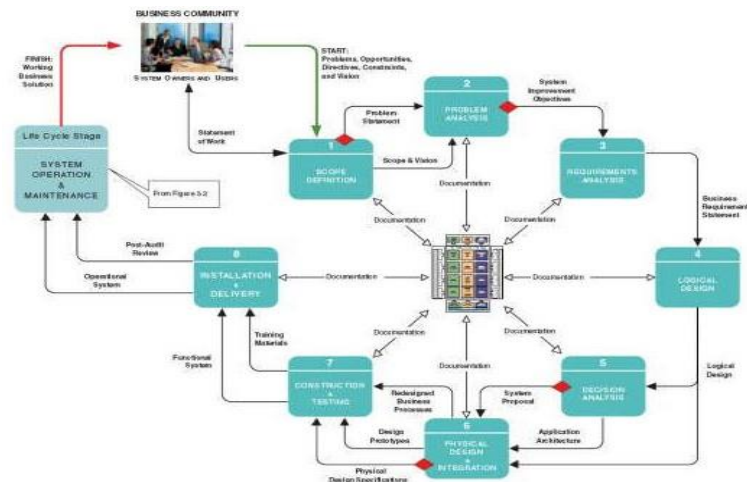 BUSINESS COMMUNITY
SYSTEM OWNERS AND USERS
FINISH:
Working
Business
Solution
START:
Problems, Opportunities,
Directives, Constraints,
and Vision
Statement
of Work
Life Cycle Stage
SYSTEM
OPERATION
&
MAINTENANCE
From Figure 3-2
1
SCOPE
DEFINITION
Problem
Statement
Scope & Vision
2
PROBLEM
ANALYSIS
System
Improvement
Objectives
3
REQUIREMENTS
ANALYSIS
Business
Requirements
Statement
4
LOGICAL
DESIGN
Logical
Design
5
DECISION
ANALYSIS
System
Proposal
Application
Architecture
6
PHYSICAL
DESIGN
&
INTEGRATION
Redesigned
Business
Processes
Design
Prototypes
Physical
Design Specifications
7
CONSTRUCTION
&
TESTING
Training
Materials
Functional
System
8
INSTALLATION
&
DELIVERY
Post-Audit
Review
Operational
System
Documentation
Documentation
Documentation
Documentation
Documentation
Documentation
Documentation
Documentation